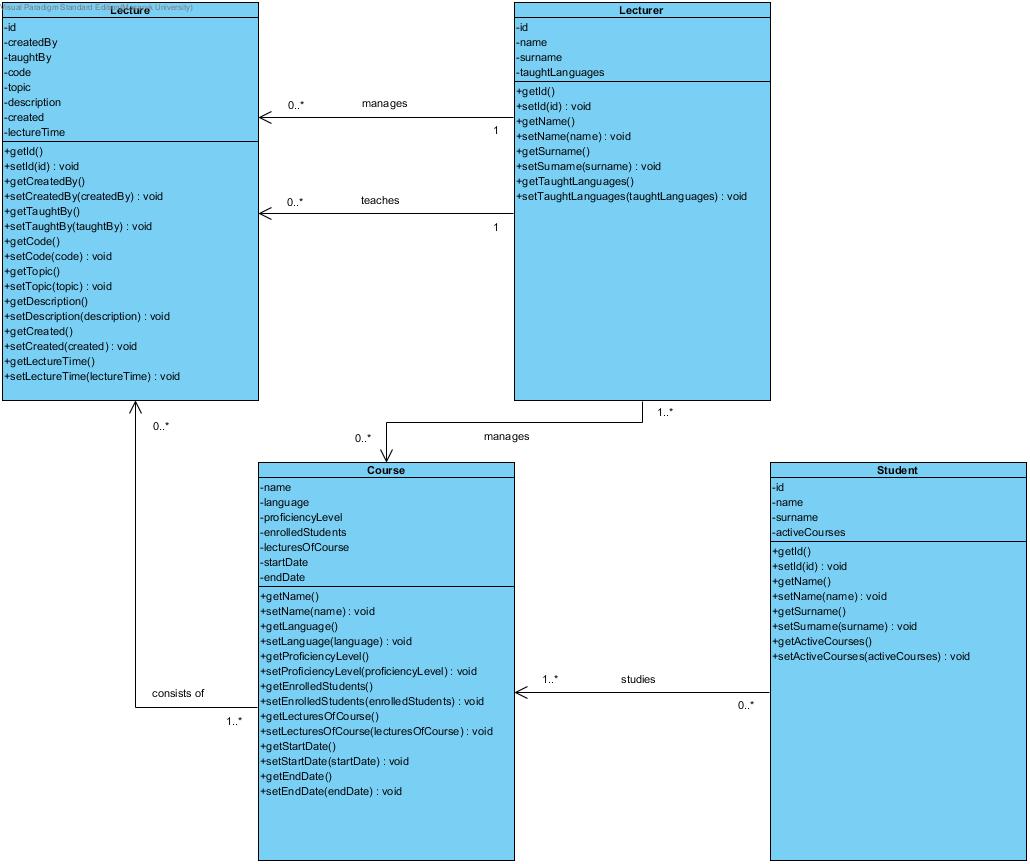 Visual Paradigm Standard Edition(Masaryk University)
Lecture
-id
-createdBy
-taughtBy
-code
-topic
-description
-created
-lectureTime
+getId()
+setId(id) : void
+getCreatedBy()
+setCreatedBy(createdBy) : void
+getTaughtBy()
+setTaughtBy(taughtBy) : void
+getCode()
+setCode(code) : void
+getTopic()
+setTopic(topic) : void
+getDescription()
+setDescription(description) : void
+getCreated()
+setCreated(created) : void
+getLectureTime()
+setLectureTime(lectureTime) : void
Lecturer
-id
-name
-surname
-taughtLanguages
+getId()
+setId(id) : void
+getName()
+setName(name) : void
+getSurname()
+setSurname(surname) : void
+getTaughtLanguages()
+setTaughtLanguages(taughtLanguages) : void
0..* manages
1
0..* teaches
1
1..*
0..* manages
0..*
consists of
1..*
Course
-name
-language
-proficiencyLevel
-enrolledStudents
-lecturesOfCourse
-startDate
-endDate
+getName()
+setName(name) : void
+getLanguage()
+setLanguage(language) : void
+getProficiencyLevel()
+setProficiencyLevel(proficiencyLevel) : void
+getEnrolledStudents()
+setEnrolledStudents(enrolledStudents) : void
+getLecturesOfCourse()
+setLecturesOfCourse(lecturesOfCourse) : void
+getStartDate()
+setStartDate(startDate) : void
+getEndDate()
+setEndDate(endDate) : void
1..* studies
0..*
Student
-id
-name
-surname
-activeCourses
+getId()
+setId(id) : void
+getName()
+setName(name) : void
+getSurname()
+setSurname(surname) : void
+getActiveCourses()
+setActiveCourses(activeCourses) : void